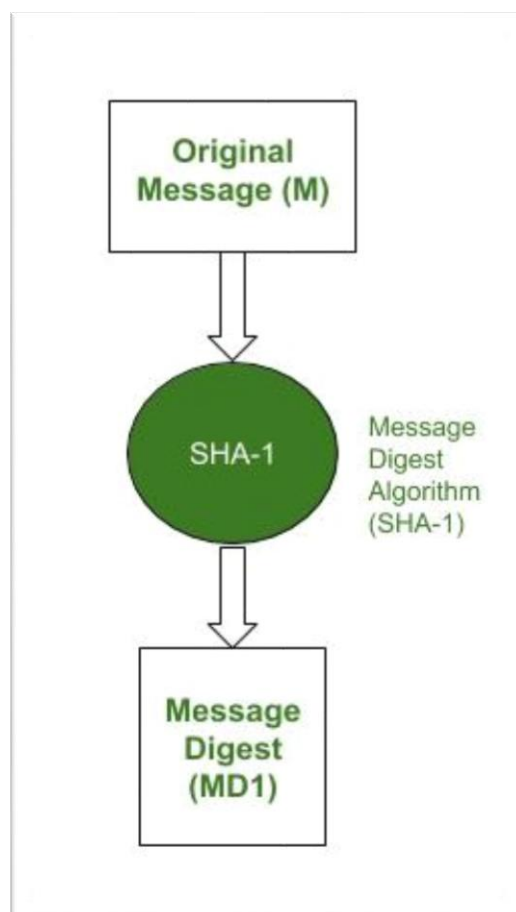 Original
Message (M)
SHA-1
Message
Digest
Algorithm
(SHA-1)
Message
Digest
(MD1)